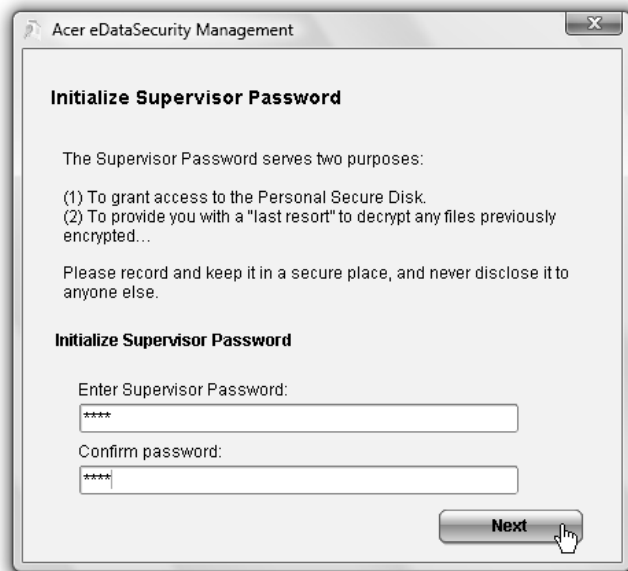 Acer eDataSecurity Management
X
Initialize Supervisor Password
The Supervisor Password serves two purposes:
(1) To grant access to the Personal Secure Disk.
(2) To provide you with a "last resort" to decrypt any files previously
encrypted...
Please record and keep it in a secure place, and never disclose it to
anyone else.
Initialize Supervisor Password
Enter Supervisor Password:
****
Confirm password:
****
Next